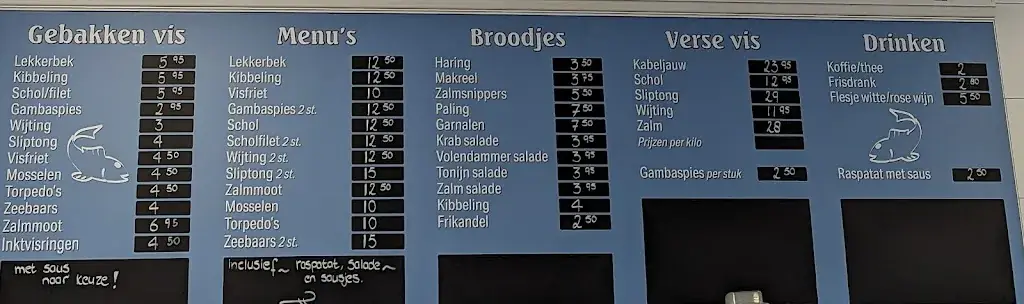 Gebakken vis
Lekkerbek 5 95
Kibbeling 5 95
Schol/filet 5 95
Gambaspies 2 95
Wijting 3
Sliptong 4
Visfriet 4 50
Mosselen 4 50
Torpedo's 4 50
Zeebaars 4
Zalmmoot 6 95
Inktvisringen 4 50
met saus
naar keuze!
Menu's
Lekkerbek 12 50
Kibbeling 12 50
Visfriet 10
Gambaspies 2 st. 12 50
Schol 12 50
Scholfilet 2 st. 12 50
Wijting 2 st. 12 50
Sliptong 2 st. 15
Zalmmoot 12 50
Mosselen 10
Torpedo's 10
Zeebaars 2 st. 15
inclusief~ raspatat, salade~
en sausjes.
Broodjes
Haring 3 50
Makreel 3 75
Zalmsnippers 5 50
Paling 7 50
Garnalen 7 50
Krab salade 3 95
Volendammer salade 3 95
Tonijn salade 3 95
Zalm salade 3 95
Kibbeling 4
Frikandel 2 50
Verse vis
Kabeljauw 23 95
Schol 12 95
Sliptong 29
Wijting 11 95
Zalm 28
Prijzen per kilo
Gambaspies per stuk 2 50
Drinken
Koffie/thee 2
Frisdrank 2 80
Flesje witte/rose wijn 5 50
Raspatat met saus 2 50